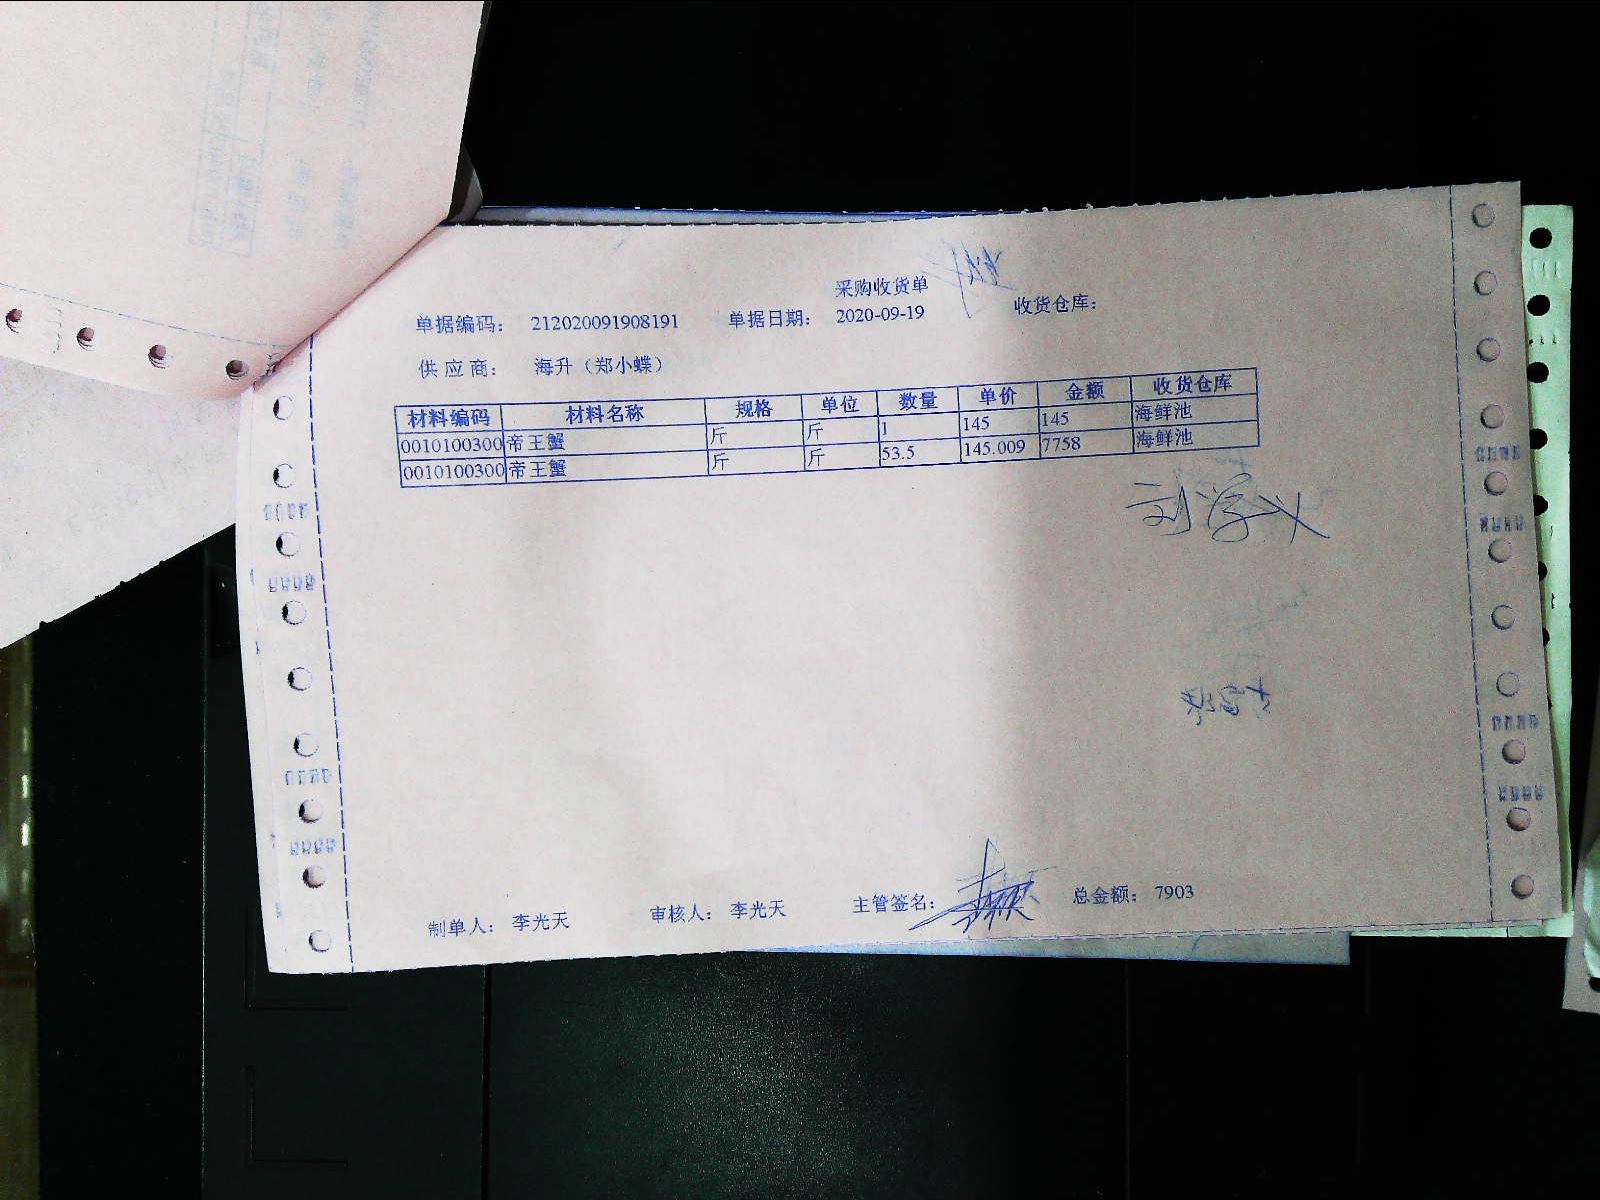 采购收货单
单据编码： 212020091908191 单据日期： 2020-09-19 收货仓库：
供 应 商： 海升（郑小蝶）
材料编码 材料名称 规格 单位 数量 单价 金额 收货仓库
0010100300 帝王蟹 斤 斤 1 145 145 海鲜池
0010100300 帝王蟹 斤 斤 53.5 145.009 7758 海鲜池
刘学义
制单人： 李光天 审核人： 李光天 主管签名： 总金额： 7903